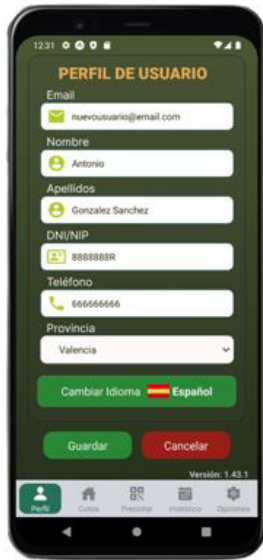 12:31
PERFIL DE USUARIO
Email
nuevousuario@email.com
Nombre
Antonio
Apellidos
Gonzalez Sanchez
DNI/NIP
8888888R
Teléfono
666666666
Provincia
Valencia
Cambiar Idioma Español
Guardar Cancelar
Versión: 1.43.1
Perfil Cotos Precintar Histórico Opciones